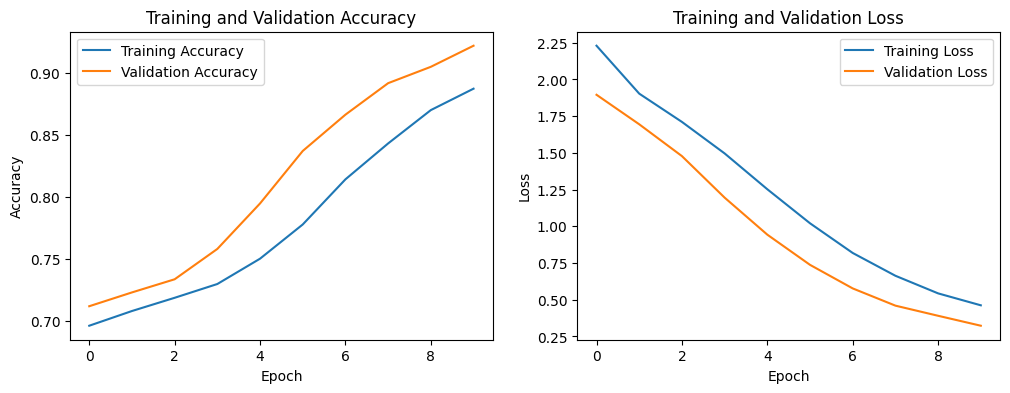 Training and Validation Accuracy
Training Accuracy
Validation Accuracy
Accuracy
0.90
0.85
0.80
0.75
0.70
0 2 4 6 8
Epoch
Training and Validation Loss
Training Loss
Validation Loss
Loss
2.25
2.00
1.75
1.50
1.25
1.00
0.75
0.50
0.25
0 2 4 6 8
Epoch